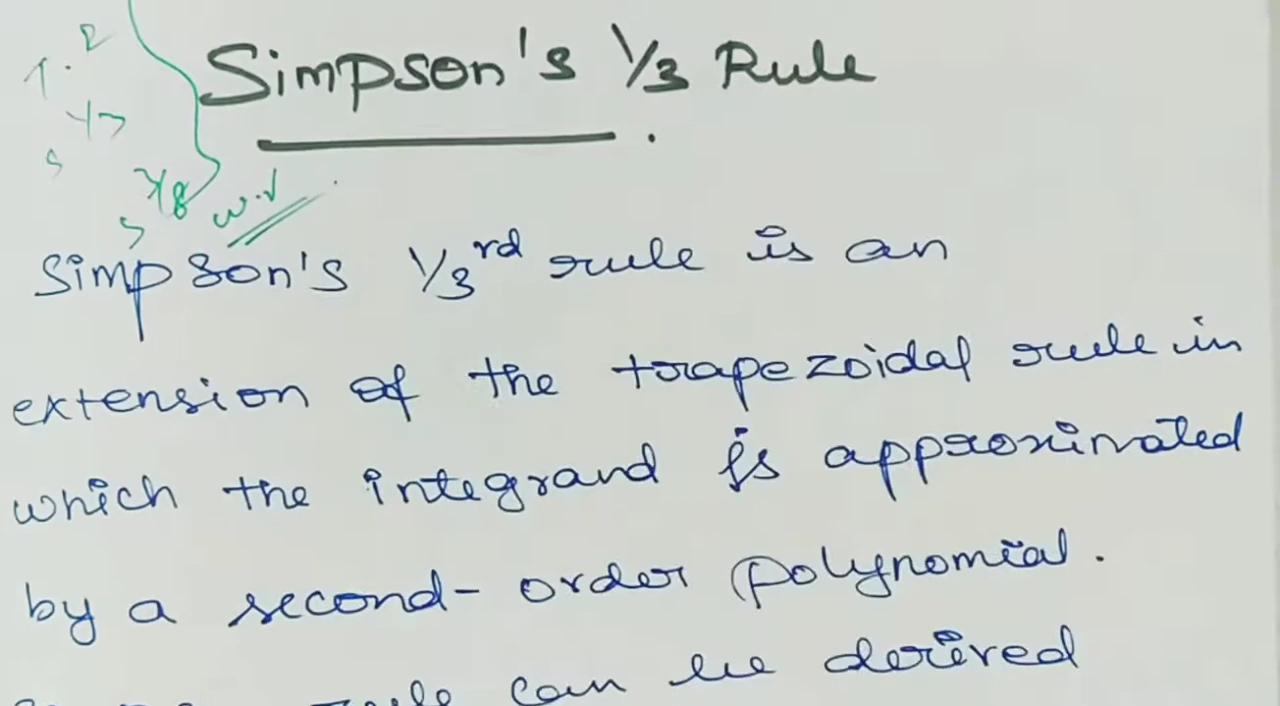 Simpson's 1/3 Rule
Simpson's 1/3rd rule is an
extension of the trapezoidal rule in
which the integrand is approximated
by a second-order polynomial.
rule can be derived